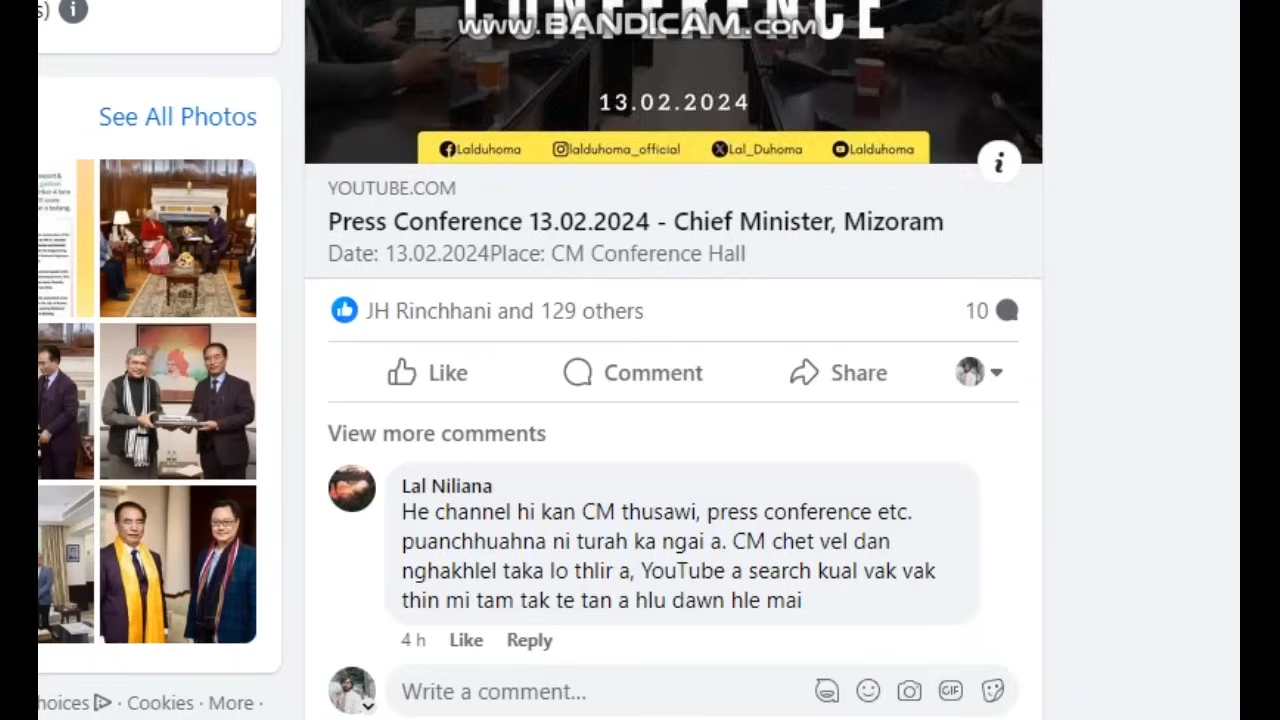 s)
CONFERENCE
www.BANDICAM.com
13.02.2024
Lalduhoma
lalduhoma_official
Lal_Duhoma
Lalduhoma
See All Photos
YOUTUBE.COM
Press Conference 13.02.2024 - Chief Minister, Mizoram
Date: 13.02.2024Place: CM Conference Hall
JH Rinchhani and 129 others
10
Like
Comment
Share
View more comments
Lal Niliana
He channel hi kan CM thusawi, press conference etc.
puanchhuahna ni turah ka ngai a. CM chet vel dan
nghakhlel taka lo thlir a, YouTube a search kual vak vak
thin mi tam tak te tan a hlu dawn hle mai
4 h Like Reply
Write a comment...
GIF
hoices · Cookies · More ·